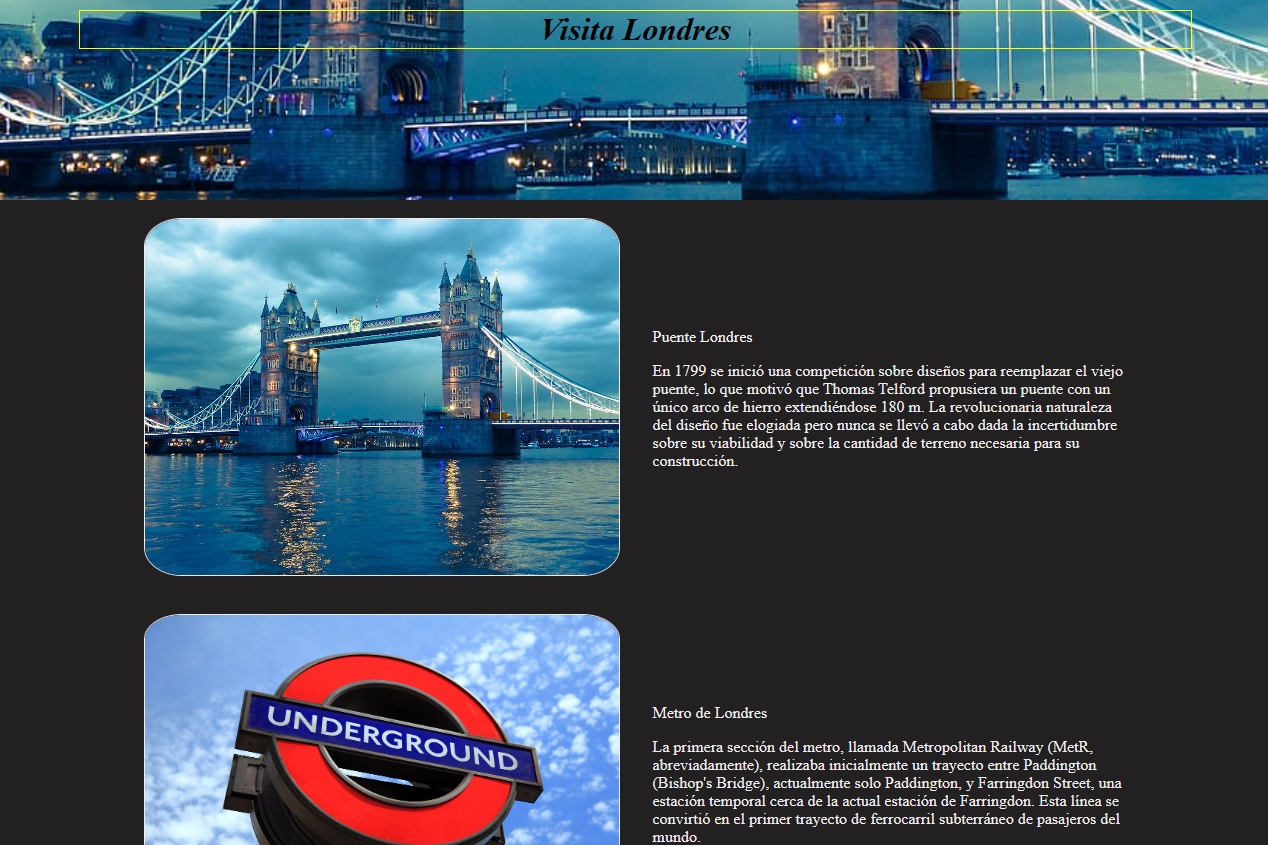 Visita Londres
Puente Londres
En 1799 se inició una competición sobre diseños para reemplazar el viejo
puente, lo que motivó que Thomas Telford propusiera un puente con un
único arco de hierro extendiéndose 180 m. La revolucionaria naturaleza
del diseño fue elogiada pero nunca se llevó a cabo dada la incertidumbre
sobre su viabilidad y sobre la cantidad de terreno necesaria para su
construcción.
UNDERGROUND
Metro de Londres
La primera sección del metro, llamada Metropolitan Railway (MetR,
abreviadamente), realizaba inicialmente un trayecto entre Paddington
(Bishop's Bridge), actualmente solo Paddington, y Farringdon Street, una
estación temporal cerca de la actual estación de Farringdon. Esta línea se
convirtió en el primer trayecto de ferrocarril subterráneo de pasajeros del
mundo.